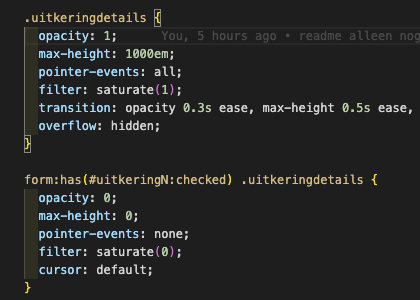 .uitkeringdetails {
opacity: 1; You, 5 hours ago • readme alleen nog
max-height: 1000em;
pointer-events: all;
filter: saturate(1);
transition: opacity 0.3s ease, max-height 0.5s ease,
overflow: hidden;
}
form:has(#uitkeringN:checked) .uitkeringdetails {
opacity: 0;
max-height: 0;
pointer-events: none;
filter: saturate(0);
cursor: default;
}